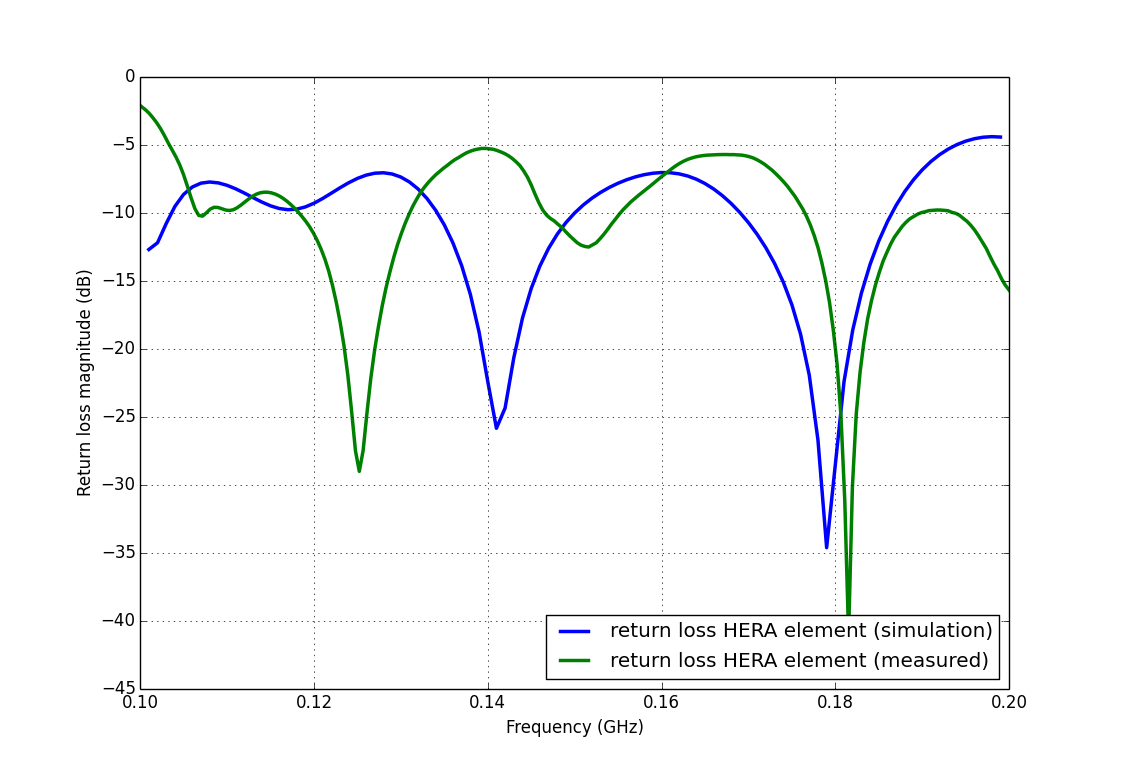 0
−5
−10
−15
−20
−25
−30
−35
−40
−45
0.10 0.12 0.14 0.16 0.18 0.20
Return loss magnitude (dB)
Frequency (GHz)
return loss HERA element (simulation)
return loss HERA element (measured)